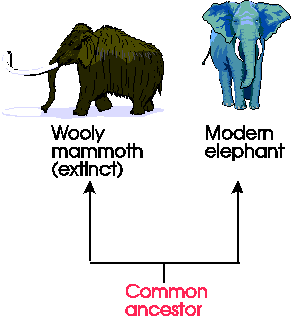 Wooly
mammoth
(extinct)
Modern
elephant
Common
ancestor